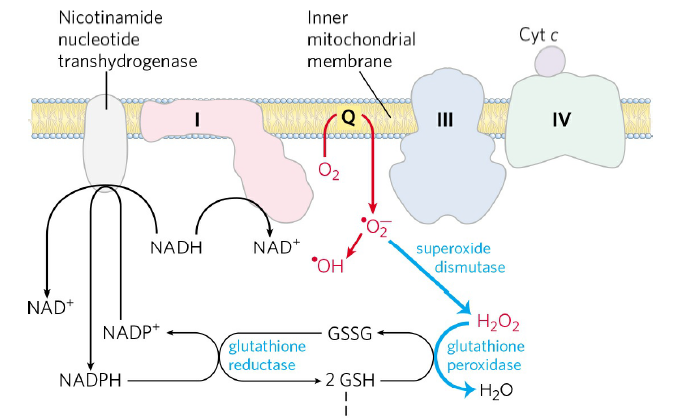 Nicotinamide
nucleotide
transhydrogenase
Inner
mitochondrial
membrane
Cyt c
I
Q
III
IV
O₂
•O₂⁻
NADH
NAD⁺
•OH
superoxide
dismutase
NAD⁺
H₂O₂
NADP⁺
GSSG
glutathione
reductase
glutathione
peroxidase
NADPH
2 GSH
H₂O